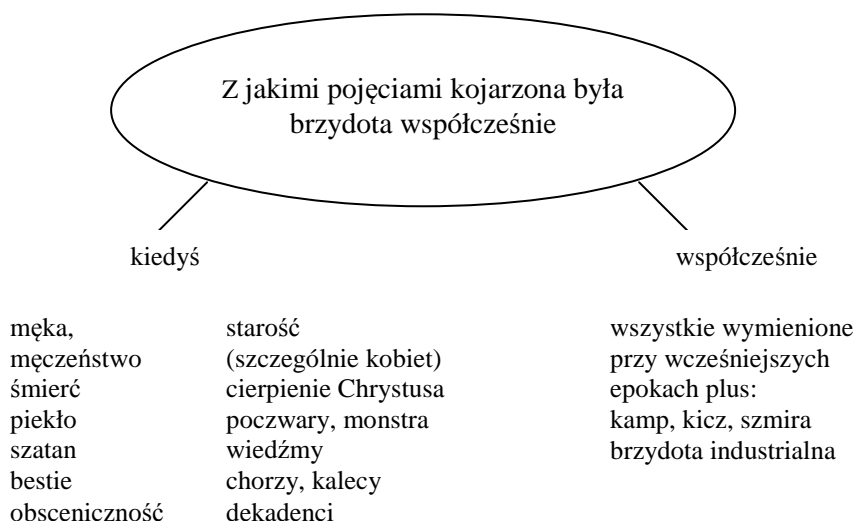 Z jakimi pojęciami kojarzona była
brzydota współcześnie
kiedyś
współcześnie
męka,
męczeństwo
śmierć
piekło
szatan
bestie
obsceniczność
starość
(szczególnie kobiet)
cierpienie Chrystusa
poczwary, monstra
wiedźmy
chorzy, kalecy
dekadenci
wszystkie wymienione
przy wcześniejszych
epokach plus:
kamp, kicz, szmira
brzydota industrialna